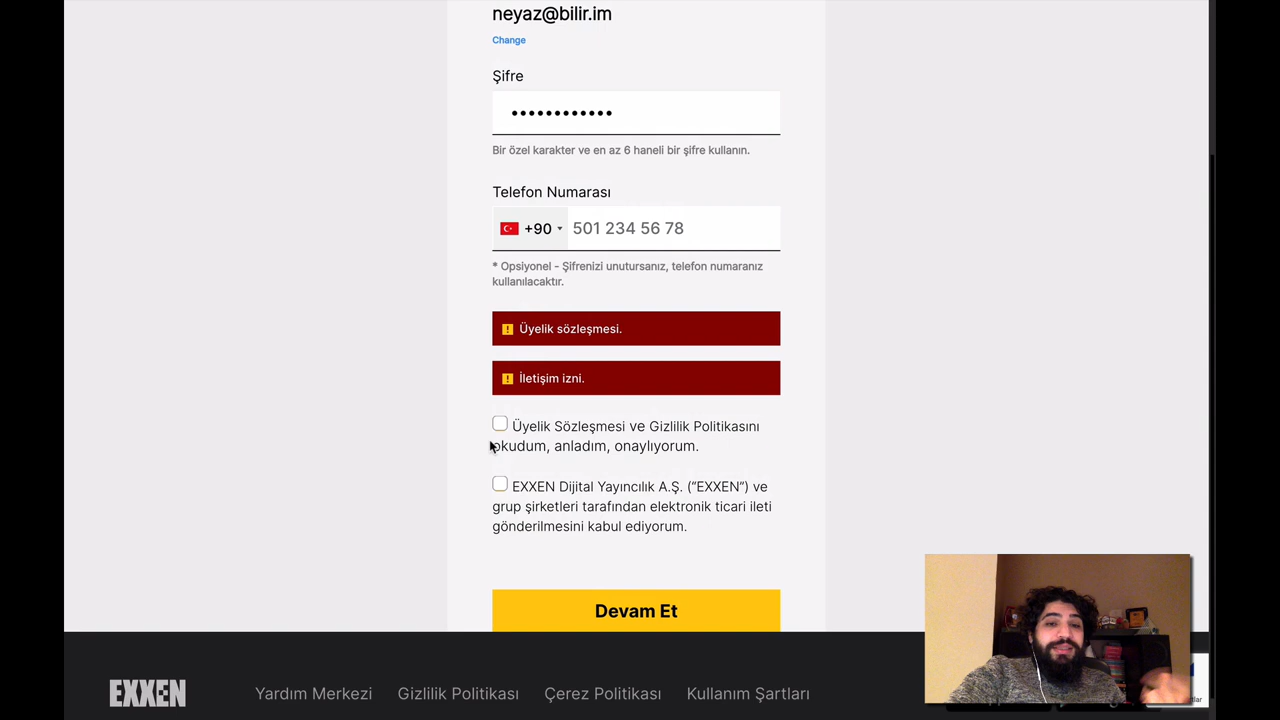 neyaz@bilir.im
Change
Şifre
Bir özel karakter ve en az 6 haneli bir şifre kullanın.
Telefon Numarası
+90 501 234 56 78
* Opsiyonel - Şifrenizi unutursanız, telefon numaranız
kullanılacaktır.
Üyelik sözleşmesi.
İletişim izni.
Üyelik Sözleşmesi ve Gizlilik Politikasını
okudum, anladım, onaylıyorum.
EXXEN Dijital Yayıncılık A.Ş. (“EXXEN”) ve
grup şirketleri tarafından elektronik ticari ileti
gönderilmesini kabul ediyorum.
Devam Et
EXXEN Yardım Merkezi Gizlilik Politikası Çerez Politikası Kullanım Şartları